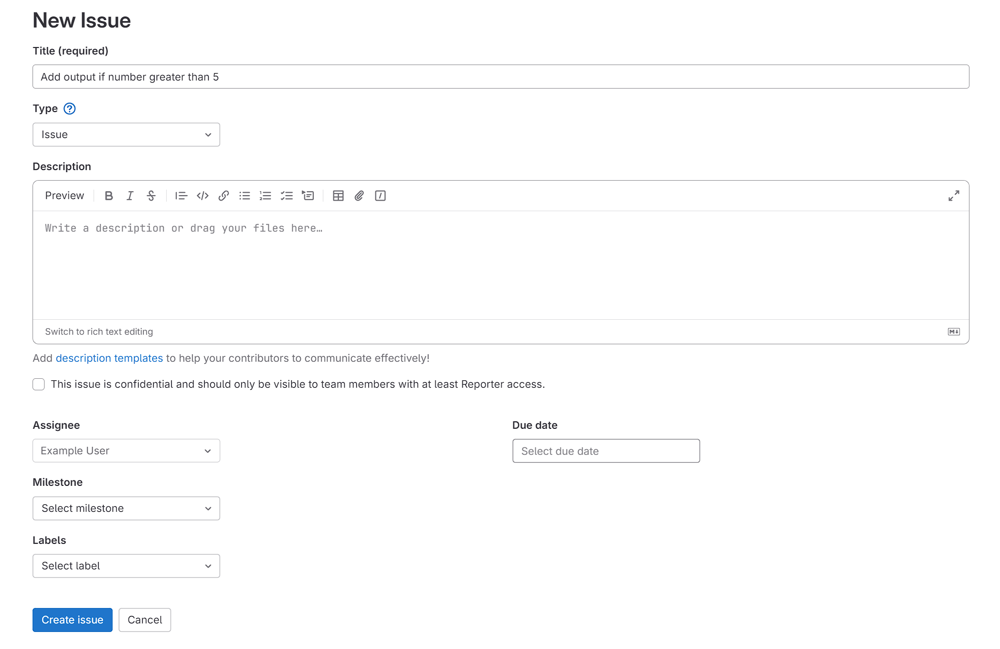 New Issue
Title (required)
Add output if number greater than 5
Type ?
Issue
Description
Preview
Write a description or drag your files here…
Switch to rich text editing
Add description templates to help your contributors to communicate effectively!
This issue is confidential and should only be visible to team members with at least Reporter access.
Assignee
Example User
Due date
Select due date
Milestone
Select milestone
Labels
Select label
Create issue
Cancel